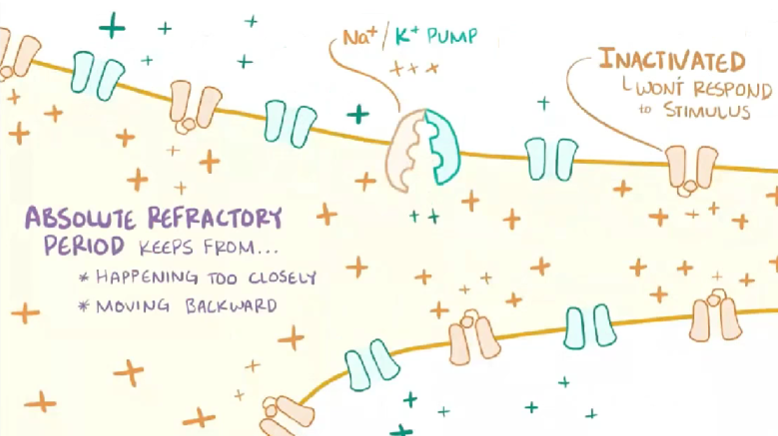 Na+/K+ PUMP
+++
INACTIVATED
WON'T RESPOND
to STIMULUS
++
ABSOLUTE REFRACTORY
PERIOD KEEPS FROM...
* HAPPENING TOO CLOSELY
* MOVING BACKWARD